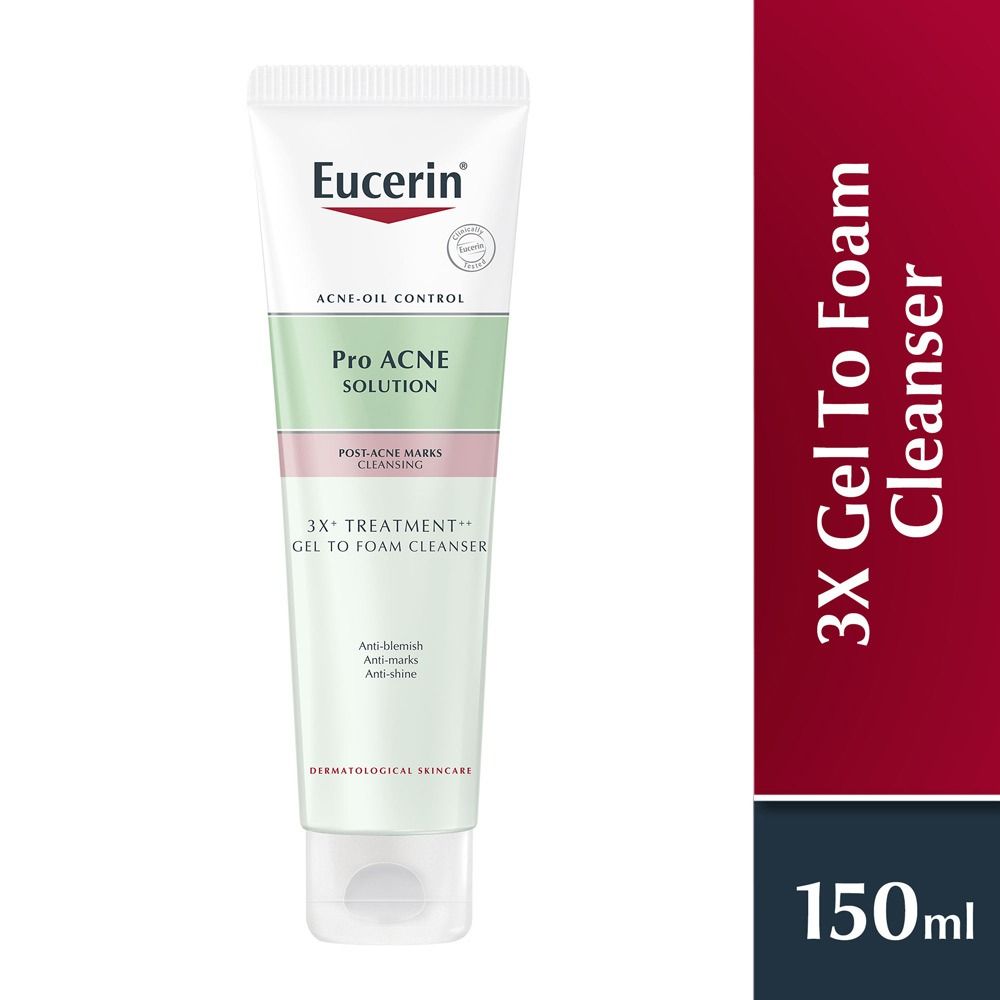 Eucerin®
Clinically
Eucerin
Tested
ACNE-OIL CONTROL
Pro ACNE
SOLUTION
POST-ACNE MARKS
CLEANSING
3X⁺ TREATMENT⁺⁺
GEL TO FOAM CLEANSER
Anti-blemish
Anti-marks
Anti-shine
DERMATOLOGICAL SKINCARE
3X Gel To Foam
Cleanser
150ml